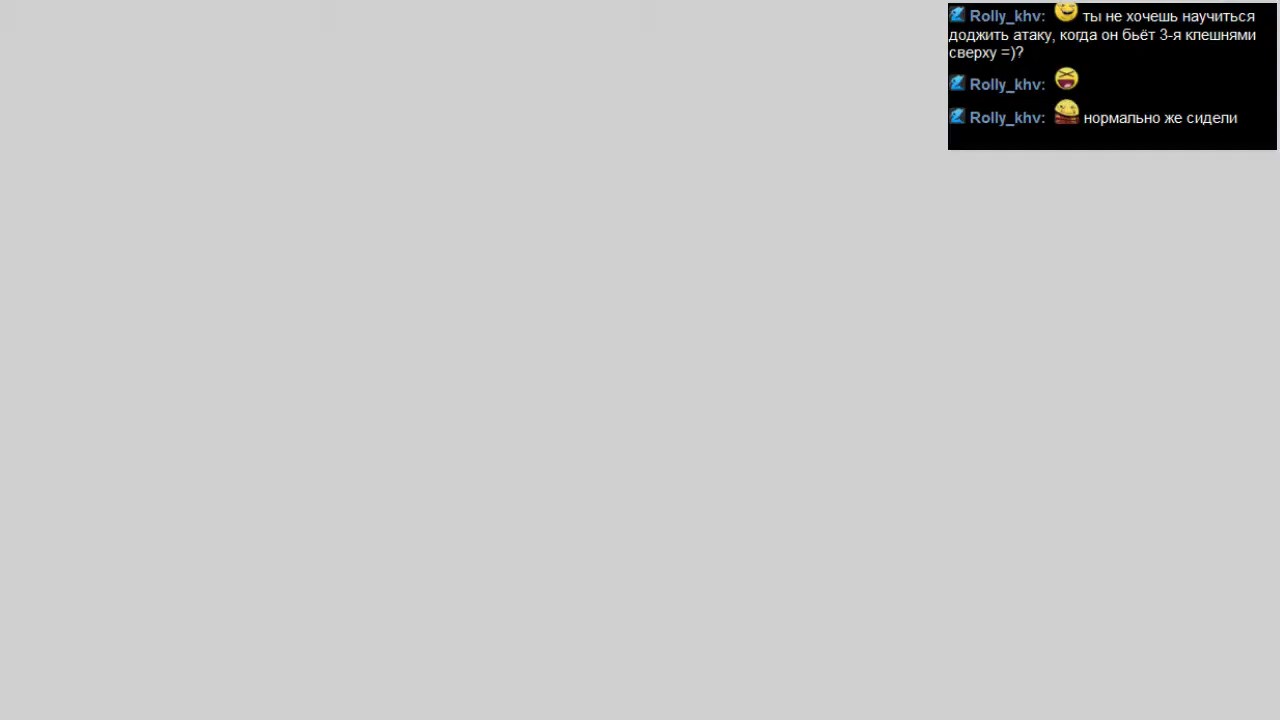 Rolly_khv: ты не хочешь научиться
доджить атаку, когда он бьёт 3-я клешнями
сверху =)?
Rolly_khv:
Rolly_khv: нормально же сидели